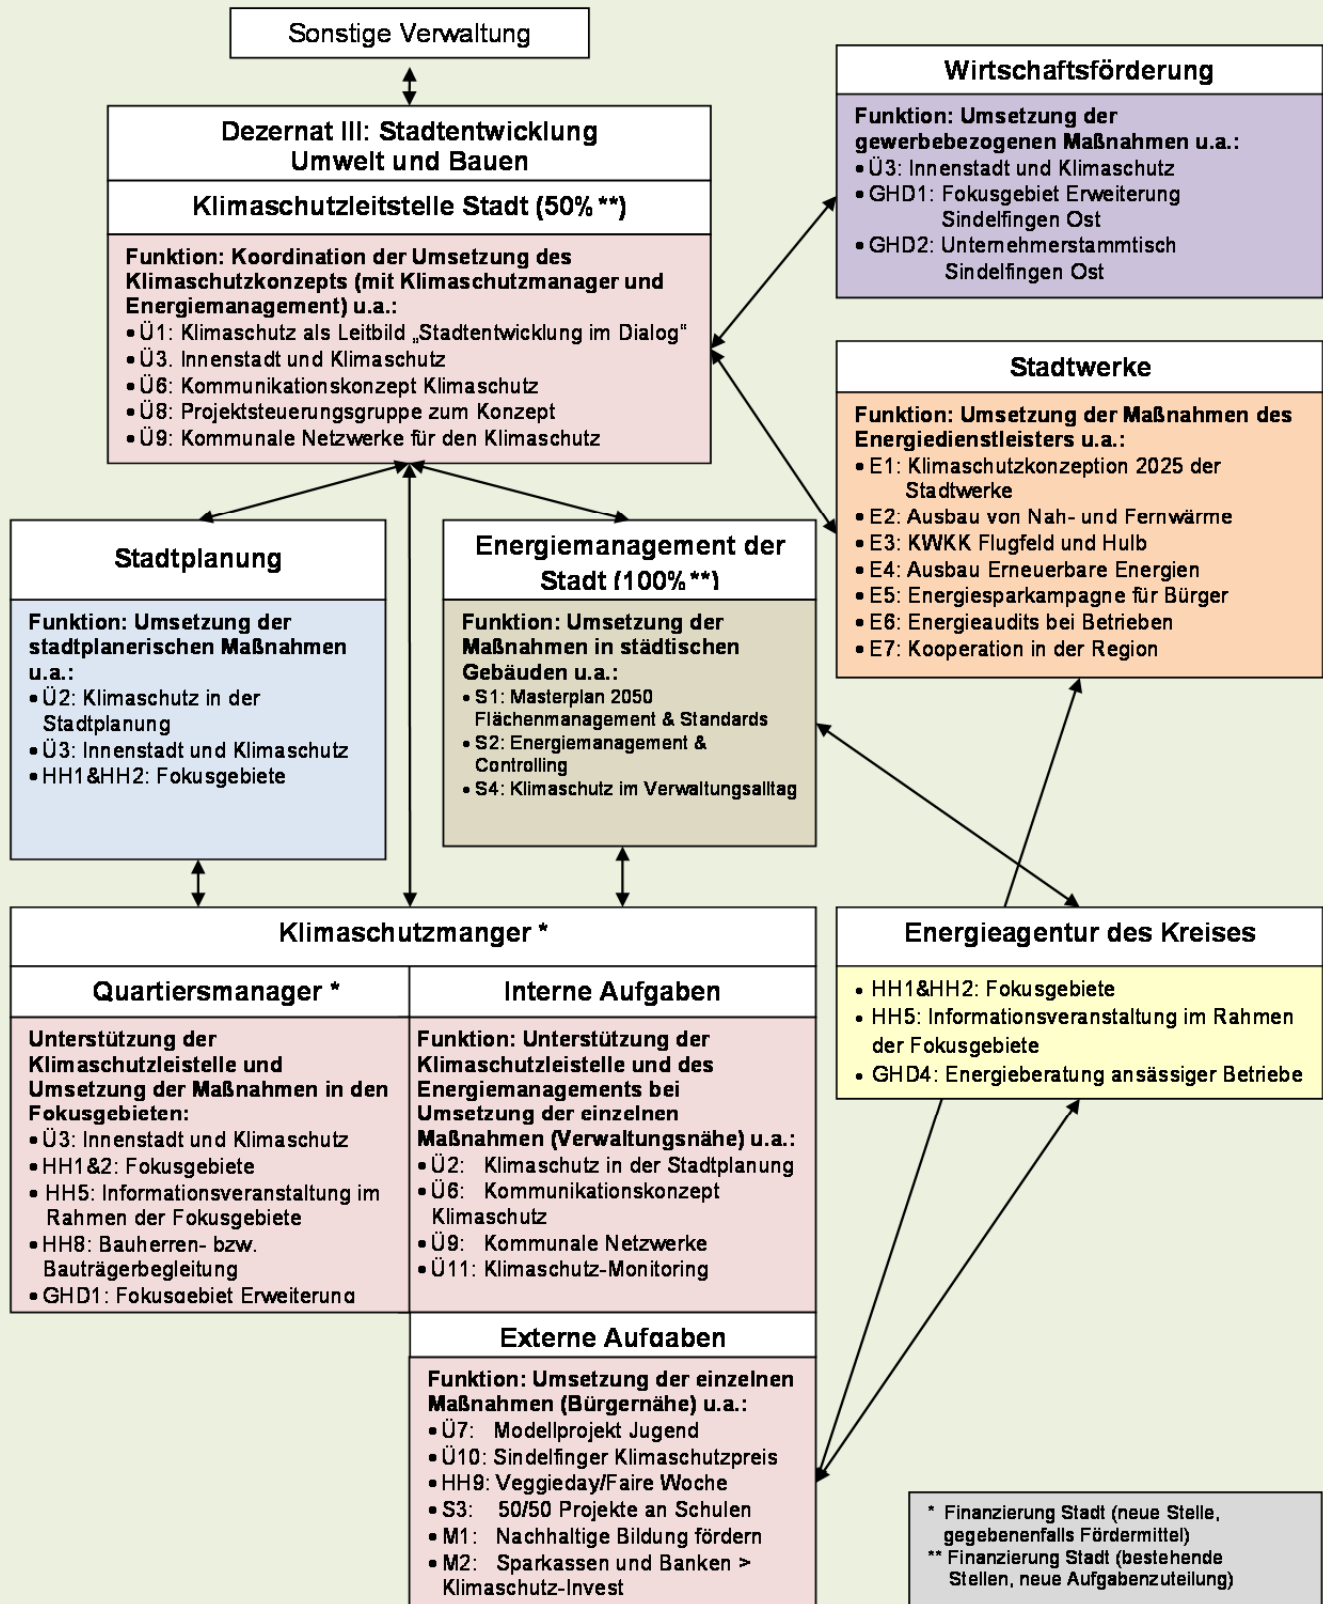 Sonstige Verwaltung
Dezernat III: Stadtentwicklung
Umwelt und Bauen
Klimaschutzleitstelle Stadt (50% **)
Funktion: Koordination der Umsetzung des
Klimaschutzkonzepts (mit Klimaschutzmanager und
Energiemanagement) u.a.:
• Ü1: Klimaschutz als Leitbild „Stadtentwicklung im Dialog“
• Ü3. Innenstadt und Klimaschutz
• Ü6: Kommunikationskonzept Klimaschutz
• Ü8: Projektsteuerungsgruppe zum Konzept
• Ü9: Kommunale Netzwerke für den Klimaschutz
Wirtschaftsförderung
Funktion: Umsetzung der
gewerbebezogenen Maßnahmen u.a.:
• Ü3: Innenstadt und Klimaschutz
• GHD1: Fokusgebiet Erweiterung
Sindelfingen Ost
• GHD2: Unternehmerstammtisch
Sindelfingen Ost
Stadtwerke
Funktion: Umsetzung der Maßnahmen des
Energiedienstleisters u.a.:
• E1: Klimaschutzkonzeption 2025 der
Stadtwerke
• E2: Ausbau von Nah- und Fernwärme
• E3: KWKK Flugfeld und Hulb
• E4: Ausbau Erneuerbare Energien
• E5: Energiesparkampagne für Bürger
• E6: Energieaudits bei Betrieben
• E7: Kooperation in der Region
Stadtplanung
Funktion: Umsetzung der
stadtplanerischen Maßnahmen
u.a.:
• Ü2: Klimaschutz in der
Stadtplanung
• Ü3: Innenstadt und Klimaschutz
• HH1&HH2: Fokusgebiete
Energiemanagement der
Stadt (100% **)
Funktion: Umsetzung der
Maßnahmen in städtischen
Gebäuden u.a.:
• S1: Masterplan 2050
Flächenmanagement & Standards
• S2: Energiemanagement &
Controlling
• S4: Klimaschutz im Verwaltungsalltag
Klimaschutzmanger *
Quartiersmanager *
Unterstützung der
Klimaschutzleistelle und
Umsetzung der Maßnahmen in den
Fokusgebieten:
• Ü3: Innenstadt und Klimaschutz
• HH1&2: Fokusgebiete
• HH5: Informationsveranstaltung im
Rahmen der Fokusgebiete
• HH8: Bauherren- bzw.
Bauträgerbegleitung
• GHD1: Fokusgebiet Erweiterung
Interne Aufgaben
Funktion: Unterstützung der
Klimaschutzleistelle und des
Energiemanagements bei
Umsetzung der einzelnen
Maßnahmen (Verwaltungsnähe) u.a.:
• Ü2: Klimaschutz in der Stadtplanung
• Ü6: Kommunikationskonzept
Klimaschutz
• Ü9: Kommunale Netzwerke
• Ü11: Klimaschutz-Monitoring
Externe Aufgaben
Funktion: Umsetzung der einzelnen
Maßnahmen (Bürgernähe) u.a.:
• Ü7: Modellprojekt Jugend
• Ü10: Sindelfinger Klimaschutzpreis
• HH9: Veggieday/Faire Woche
• S3: 50/50 Projekte an Schulen
• M1: Nachhaltige Bildung fördern
• M2: Sparkassen und Banken >
Klimaschutz-Invest
Energieagentur des Kreises
• HH1&HH2: Fokusgebiete
• HH5: Informationsveranstaltung im Rahmen
der Fokusgebiete
• GHD4: Energieberatung ansässiger Betriebe
* Finanzierung Stadt (neue Stelle,
gegebenenfalls Fördermittel)
** Finanzierung Stadt (bestehende
Stellen, neue Aufgabenzuteilung)